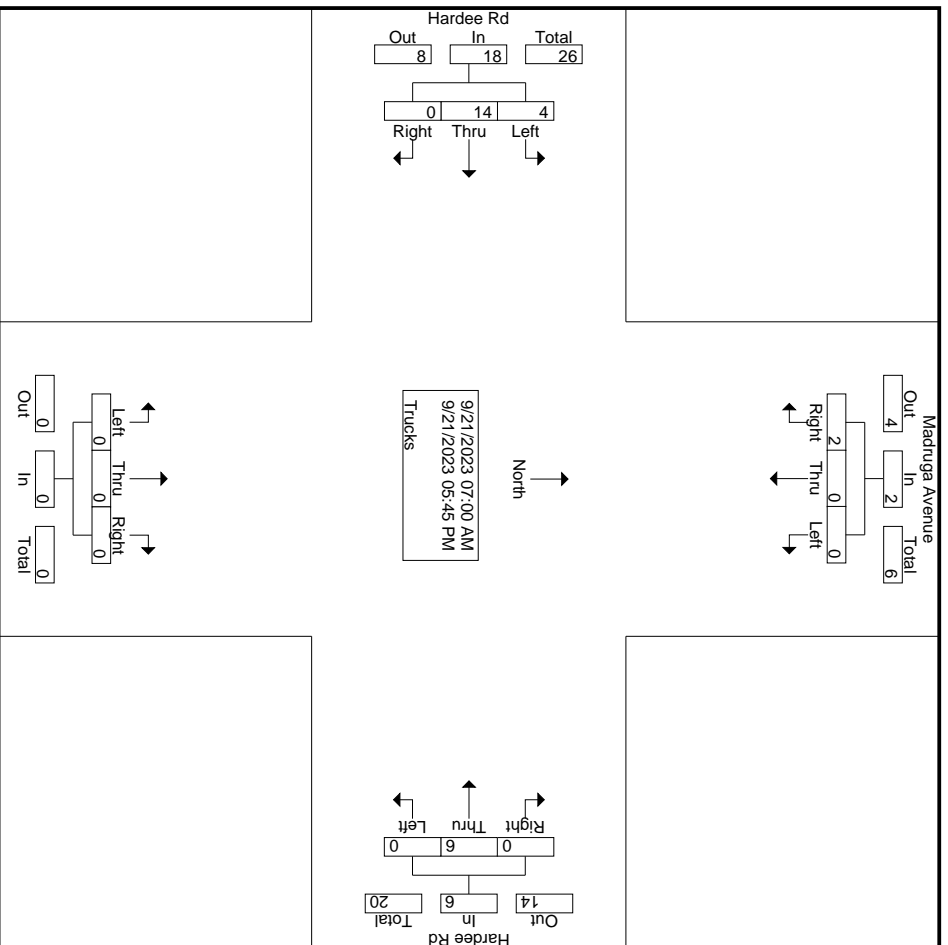 Hardee Rd
Out In Total
8 18 26
0 14 4
Right Thru Left
Madruga Avenue
Out In Total
4 2 6
2 0 0
Right Thru Left
North
9/21/2023 07:00 AM
9/21/2023 05:45 PM
Trucks
Left Thru Right
0 0 0
Out In Total
0 0 0
Right Thru Left
0 6 0
14 6 20
Out In Total
Hardee Rd